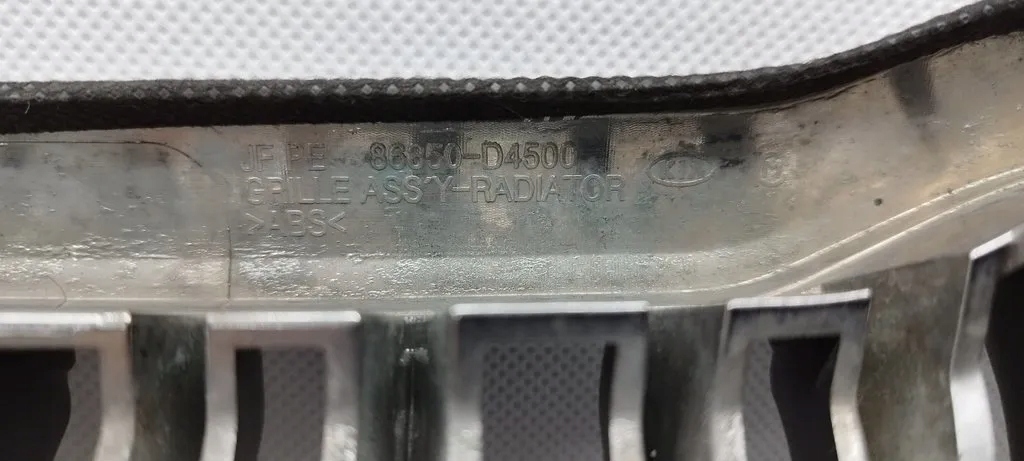 JF PE 86350-D4500
GRILLE ASS'Y-RADIATOR
>ABS<